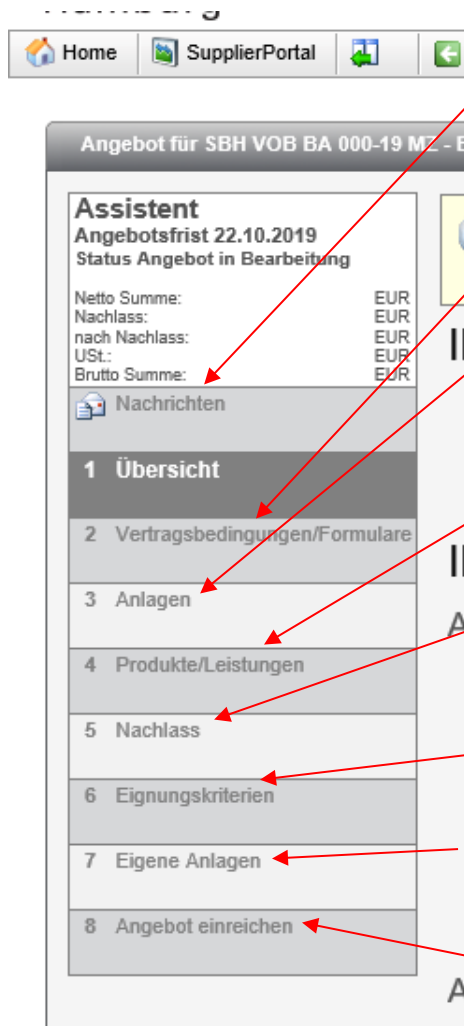 Home SupplierPortal
Angebot für SBH VOB BA 000-19 MZ -
Assistent
Angebotsfrist 22.10.2019
Status Angebot in Bearbeitung
Netto Summe: EUR
Nachlass: EUR
nach Nachlass: EUR
USt.: EUR
Brutto Summe: EUR
Nachrichten
1 Übersicht
2 Vertragsbedingungen/Formulare
3 Anlagen
4 Produkte/Leistungen
5 Nachlass
6 Eignungskriterien
7 Eigene Anlagen
8 Angebot einreichen